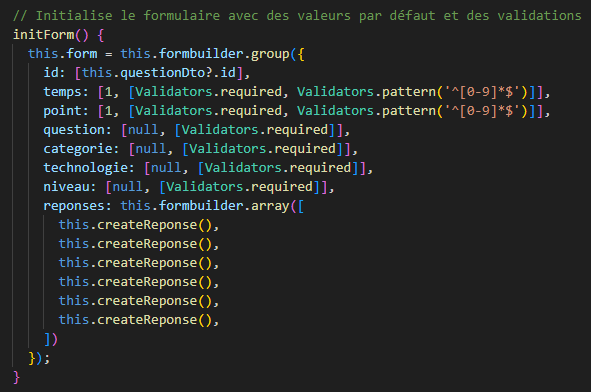 // Initialise le formulaire avec des valeurs par défaut et des validations
initForm() {
  this.form = this.formbuilder.group({
    id: [this.questionDto?.id],
    temps: [1, [Validators.required, Validators.pattern('^[0-9]*$')]],
    point: [1, [Validators.required, Validators.pattern('^[0-9]*$')]],
    question: [null, [Validators.required]],
    categorie: [null, [Validators.required]],
    technologie: [null, [Validators.required]],
    niveau: [null, [Validators.required]],
    reponses: this.formbuilder.array([
      this.createReponse(),
      this.createReponse(),
      this.createReponse(),
      this.createReponse(),
      this.createReponse(),
      this.createReponse(),
    ])
  });
}